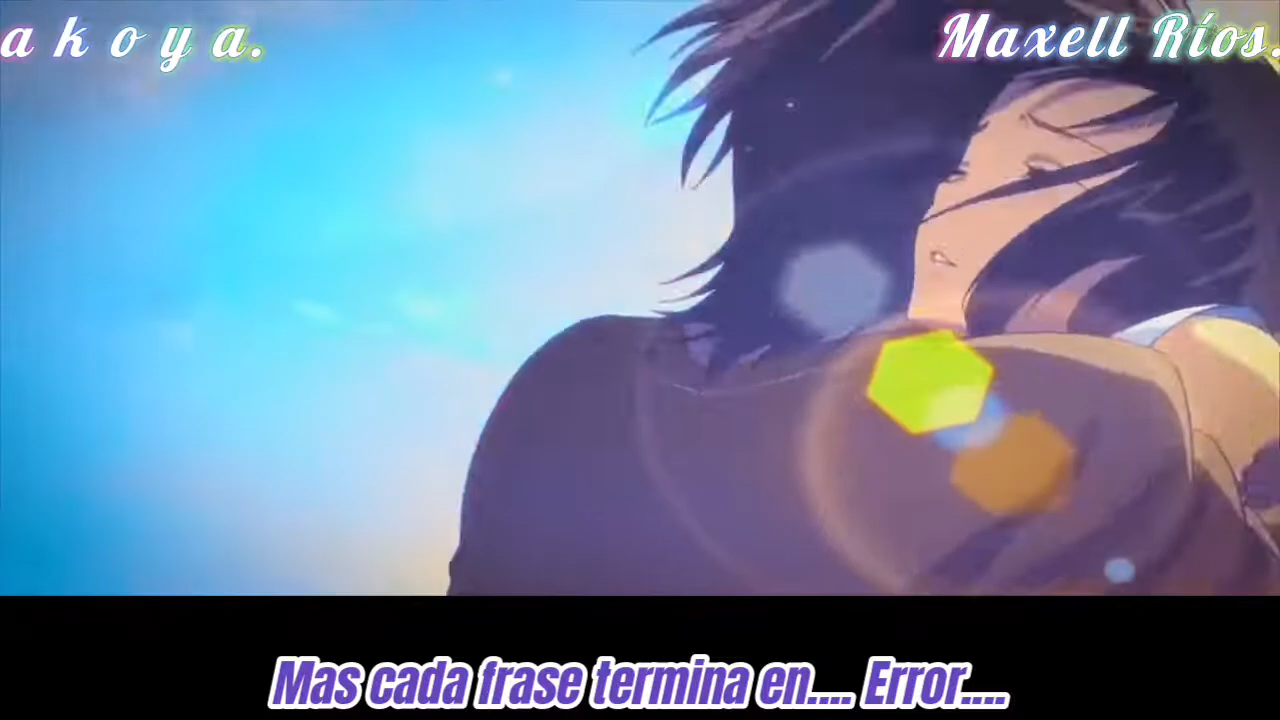 a k o y a.
Maxell Ríos.
Mas cada frase termina en.... Error....